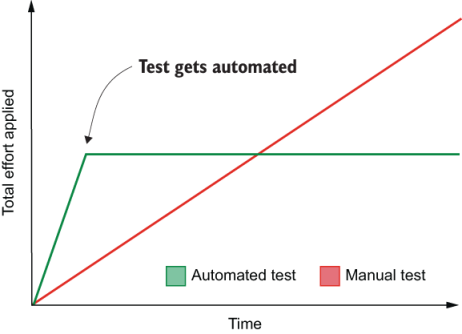 Test gets automated
Total effort applied
Automated test
Manual test
Time